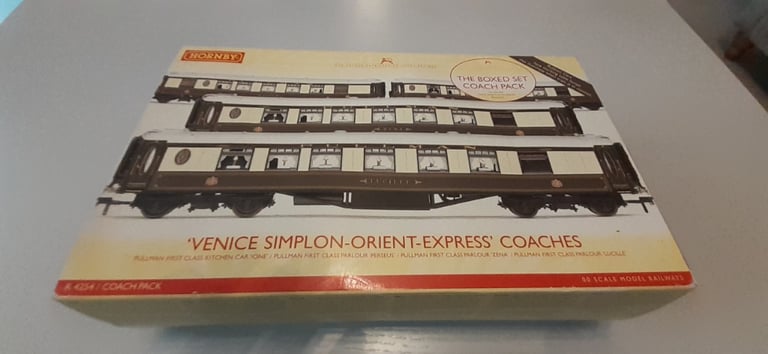 HORNBY
THE BOXED SET
COACH PACK
LUCILLE
'VENICE SIMPLON-ORIENT-EXPRESS' COACHES
PULLMAN FIRST CLASS KITCHEN CAR 'IONE' / PULLMAN FIRST CLASS PARLOUR 'PERSEUS' / PULLMAN FIRST CLASS PARLOUR 'ZENA' / PULLMAN FIRST CLASS PARLOUR 'LUCILLE'
R 4254 / COACH PACK
00 SCALE MODEL RAILWAYS